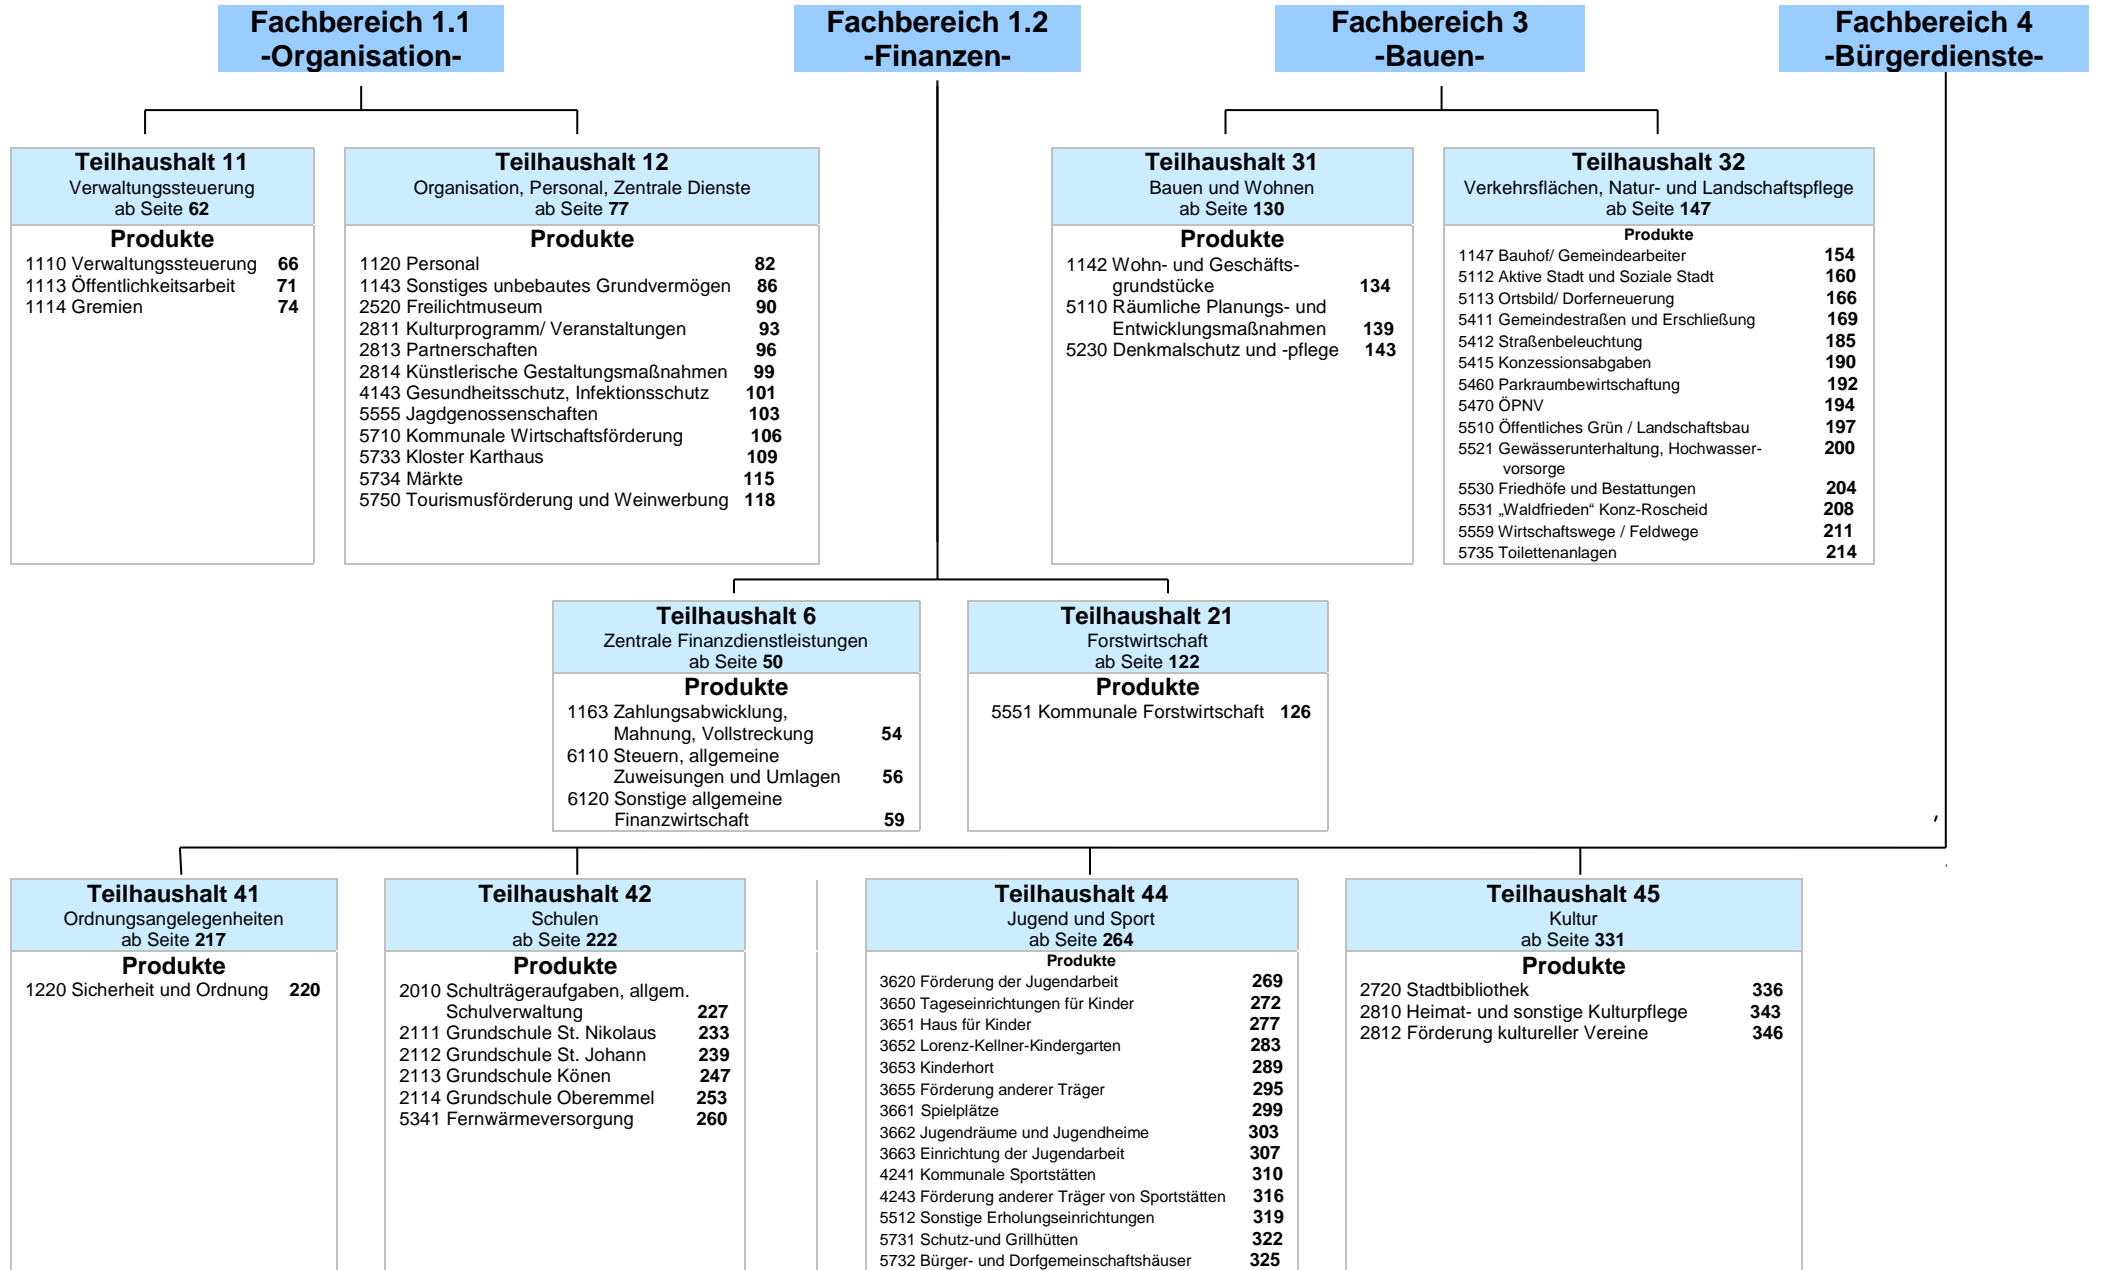 Fachbereich 1.1
-Organisation-
Fachbereich 1.2
-Finanzen-
Fachbereich 3
-Bauen-
Fachbereich 4
-Bürgerdienste-
Teilhaushalt 11
Verwaltungssteuerung
ab Seite 62
Produkte
1110 Verwaltungssteuerung 66
1113 Öffentlichkeitsarbeit 71
1114 Gremien 74
Teilhaushalt 12
Organisation, Personal, Zentrale Dienste
ab Seite 77
Produkte
1120 Personal 82
1143 Sonstiges unbebautes Grundvermögen 86
2520 Freilichtmuseum 90
2811 Kulturprogramm/ Veranstaltungen 93
2813 Partnerschaften 96
2814 Künstlerische Gestaltungsmaßnahmen 99
4143 Gesundheitsschutz, Infektionsschutz 101
5555 Jagdgenossenschaften 103
5710 Kommunale Wirtschaftsförderung 106
5733 Kloster Karthaus 109
5734 Märkte 115
5750 Tourismusförderung und Weinwerbung 118
Teilhaushalt 31
Bauen und Wohnen
ab Seite 130
Produkte
1142 Wohn- und Geschäfts-
grundstücke 134
5110 Räumliche Planungs- und
Entwicklungsmaßnahmen 139
5230 Denkmalschutz und -pflege 143
Teilhaushalt 32
Verkehrsflächen, Natur- und Landschaftspflege
ab Seite 147
Produkte
1147 Bauhof/ Gemeindearbeiter 154
5112 Aktive Stadt und Soziale Stadt 160
5113 Ortsbild/ Dorferneuerung 166
5411 Gemeindestraßen und Erschließung 169
5412 Straßenbeleuchtung 185
5415 Konzessionsabgaben 190
5460 Parkraumbewirtschaftung 192
5470 ÖPNV 194
5510 Öffentliches Grün / Landschaftsbau 197
5521 Gewässerunterhaltung, Hochwasser- 200
vorsorge
5530 Friedhöfe und Bestattungen 204
5531 „Waldfrieden“ Konz-Roscheid 208
5559 Wirtschaftswege / Feldwege 211
5735 Toilettenanlagen 214
Teilhaushalt 6
Zentrale Finanzdienstleistungen
ab Seite 50
Produkte
1163 Zahlungsabwicklung,
Mahnung, Vollstreckung 54
6110 Steuern, allgemeine
Zuweisungen und Umlagen 56
6120 Sonstige allgemeine
Finanzwirtschaft 59
Teilhaushalt 21
Forstwirtschaft
ab Seite 122
Produkte
5551 Kommunale Forstwirtschaft 126
Teilhaushalt 41
Ordnungsangelegenheiten
ab Seite 217
Produkte
1220 Sicherheit und Ordnung 220
Teilhaushalt 42
Schulen
ab Seite 222
Produkte
2010 Schulträgeraufgaben, allgem.
Schulverwaltung 227
2111 Grundschule St. Nikolaus 233
2112 Grundschule St. Johann 239
2113 Grundschule Könen 247
2114 Grundschule Oberemmel 253
5341 Fernwärmeversorgung 260
Teilhaushalt 44
Jugend und Sport
ab Seite 264
Produkte
3620 Förderung der Jugendarbeit 269
3650 Tageseinrichtungen für Kinder 272
3651 Haus für Kinder 277
3652 Lorenz-Kellner-Kindergarten 283
3653 Kinderhort 289
3655 Förderung anderer Träger 295
3661 Spielplätze 299
3662 Jugendräume und Jugendheime 303
3663 Einrichtung der Jugendarbeit 307
4241 Kommunale Sportstätten 310
4243 Förderung anderer Träger von Sportstätten 316
5512 Sonstige Erholungseinrichtungen 319
5731 Schutz-und Grillhütten 322
5732 Bürger- und Dorfgemeinschaftshäuser 325
Teilhaushalt 45
Kultur
ab Seite 331
Produkte
2720 Stadtbibliothek 336
2810 Heimat- und sonstige Kulturpflege 343
2812 Förderung kultureller Vereine 346